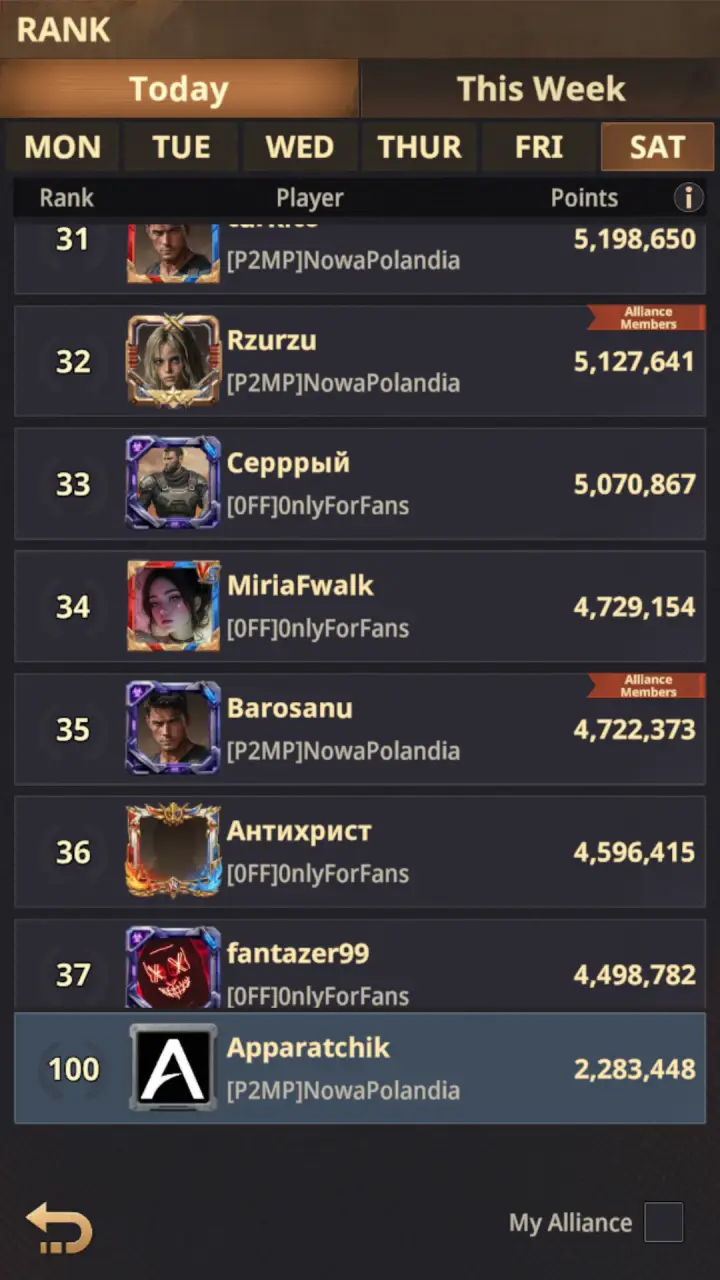 RANK
Today
This Week
MON TUE WED THUR FRI SAT
Rank Player Points i
31
[P2MP]NowaPolandia
5,198,650
Alliance
Members
32
Rzurzu
[P2MP]NowaPolandia
5,127,641
33
Серррый
[0FF]0nlyForFans
5,070,867
34
MiriaFwalk
[0FF]0nlyForFans
4,729,154
Alliance
Members
35
Barosanu
[P2MP]NowaPolandia
4,722,373
36
Антихрист
[0FF]0nlyForFans
4,596,415
37
fantazer99
[0FF]0nlyForFans
4,498,782
100
Apparatchik
[P2MP]NowaPolandia
2,283,448
My Alliance